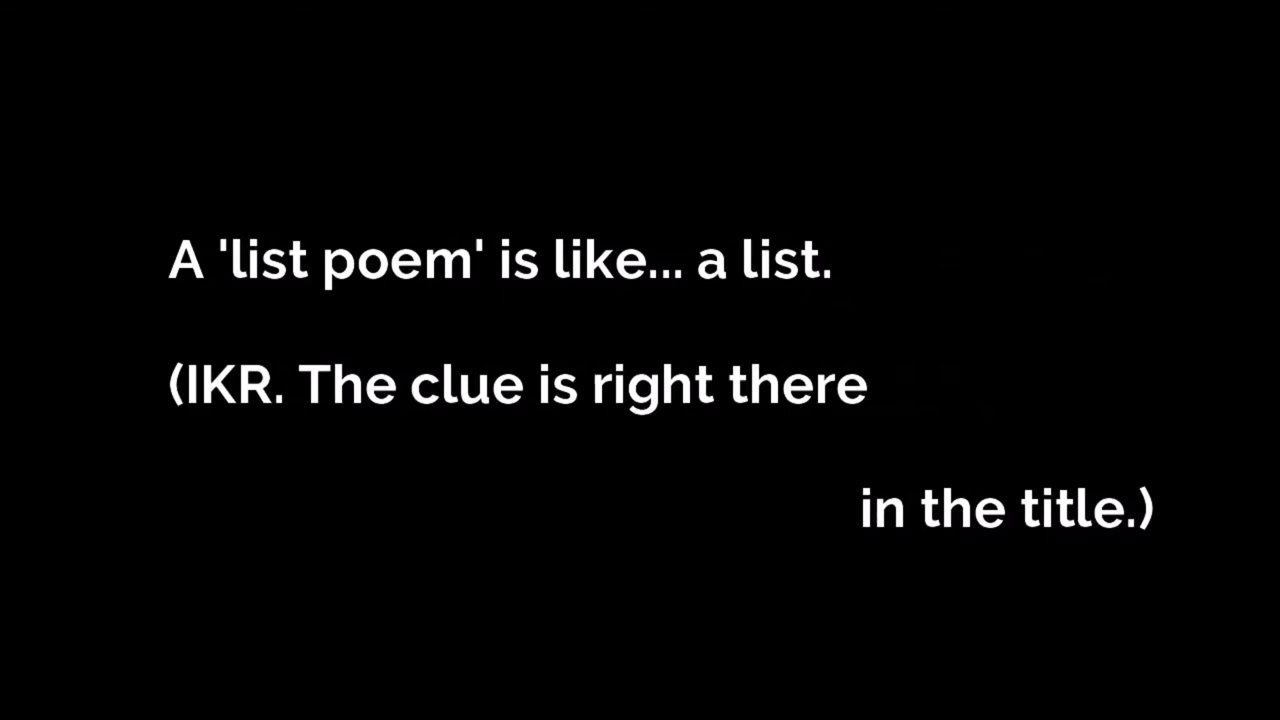 A 'list poem' is like... a list.
(IKR. The clue is right there
in the title.)